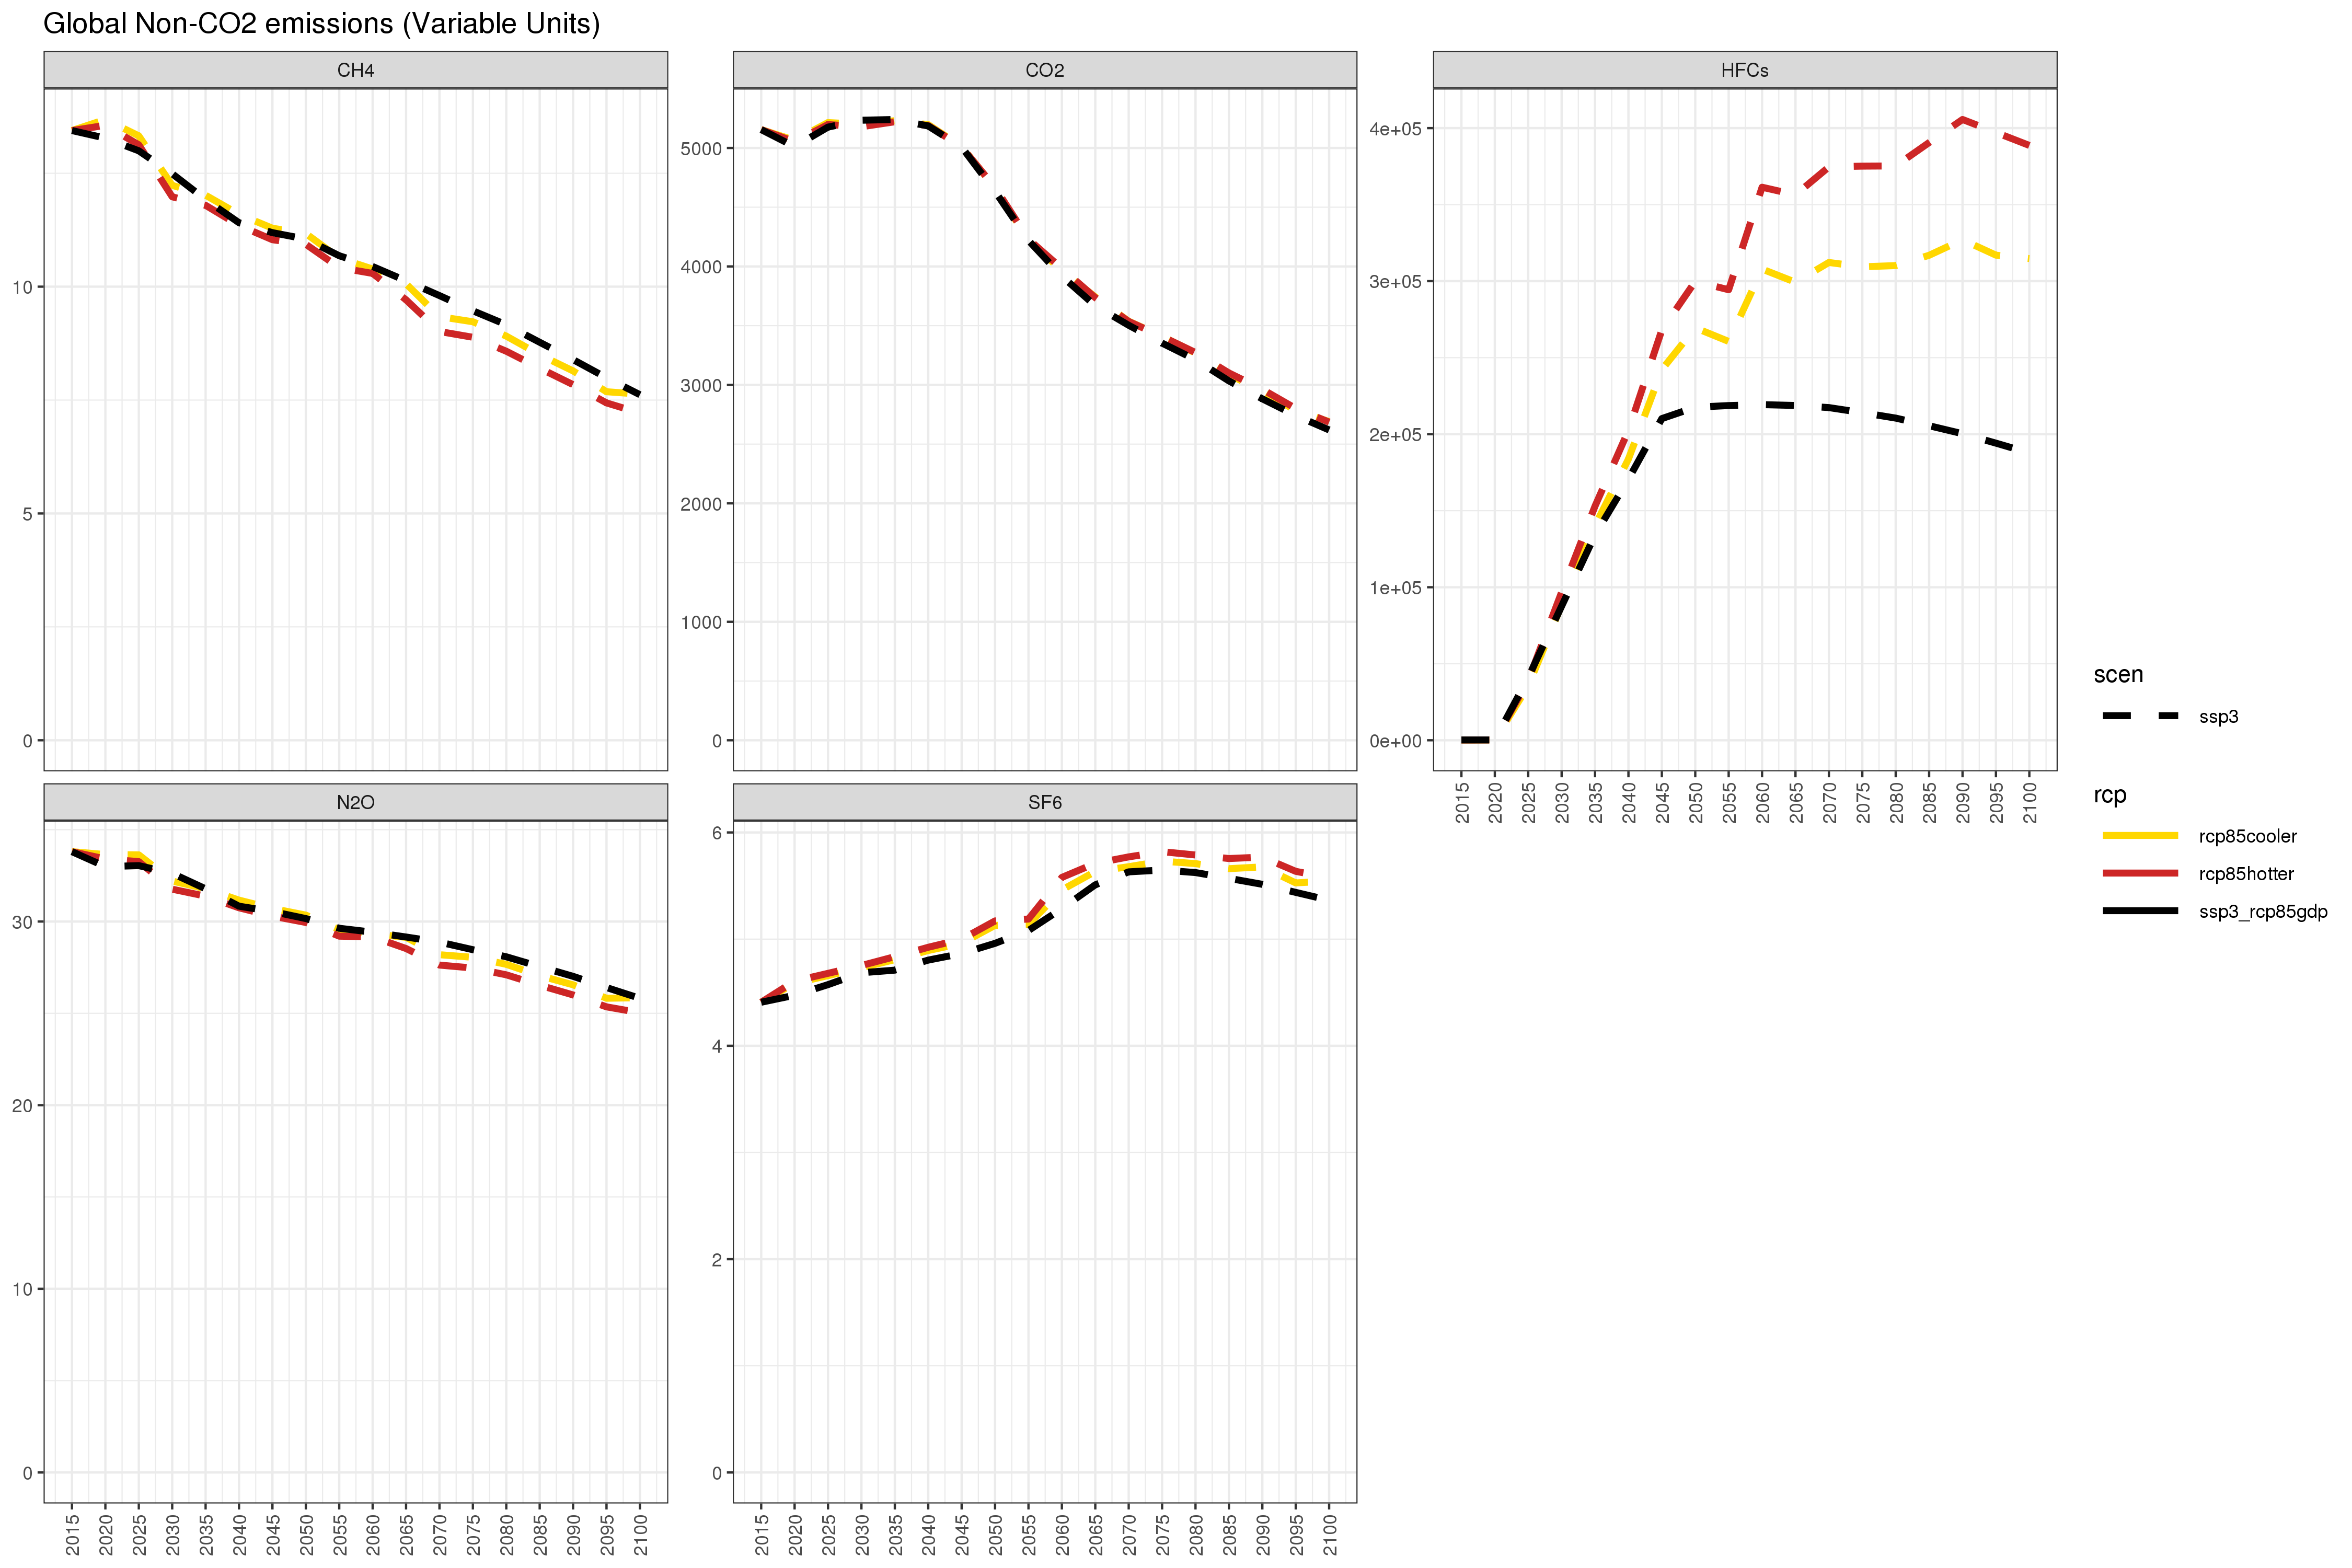 Global Non-CO2 emissions (Variable Units)
CH4
CO2
HFCs
10
5
0
5000
4000
3000
2000
1000
0
4e+05
3e+05
2e+05
1e+05
0e+00
2015 2020 2025 2030 2035 2040 2045 2050 2055 2060 2065 2070 2075 2080 2085 2090 2095 2100
N2O
SF6
30
20
10
0
6
4
2
0
2015 2020 2025 2030 2035 2040 2045 2050 2055 2060 2065 2070 2075 2080 2085 2090 2095 2100
2015 2020 2025 2030 2035 2040 2045 2050 2055 2060 2065 2070 2075 2080 2085 2090 2095 2100
scen
ssp3
rcp
rcp85cooler
rcp85hotter
ssp3_rcp85gdp